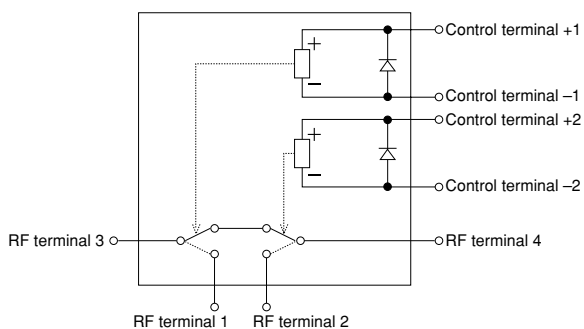 Control terminal +1
+
–
Control terminal –1
Control terminal +2
+
–
Control terminal –2
RF terminal 3
RF terminal 4
RF terminal 1
RF terminal 2